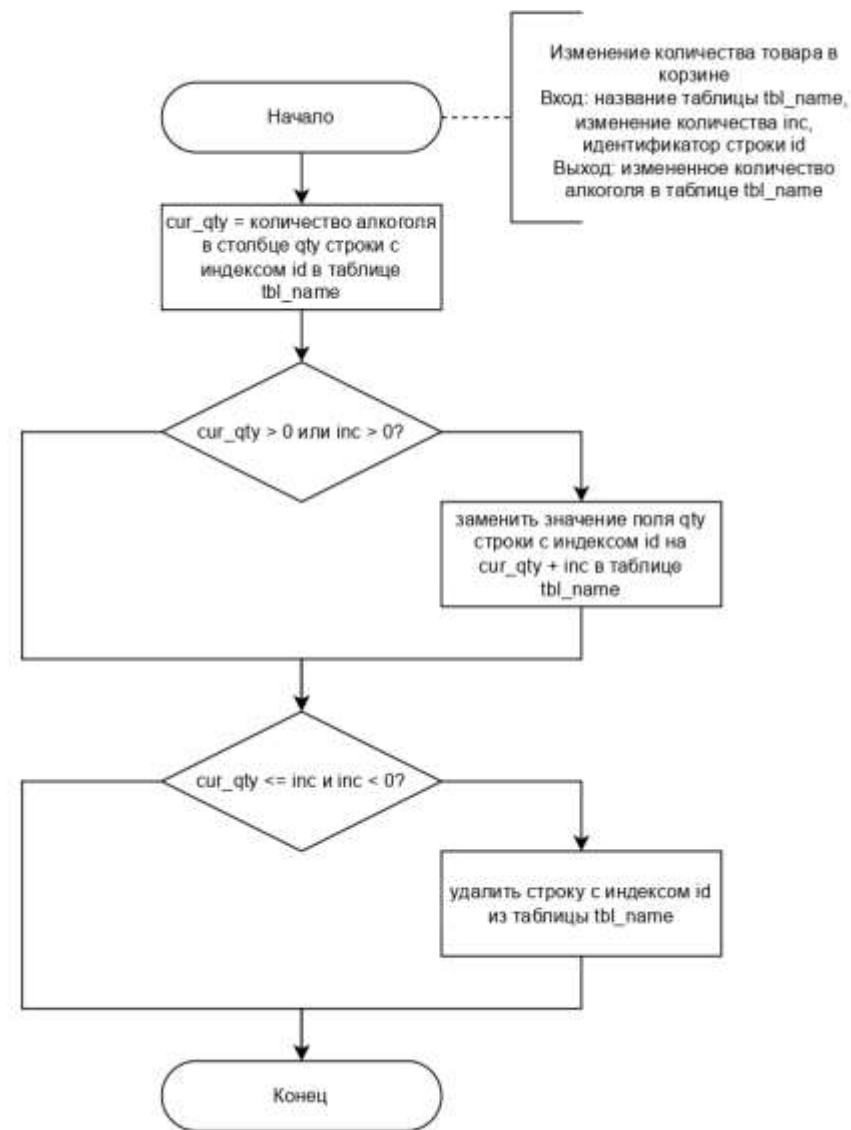 Начало
Изменение количества товара в
корзине
Вход: название таблицы tbl_name,
изменение количества inc,
идентификатор строки id
Выход: измененное количество
алкоголя в таблице tbl_name
cur_qty = количество алкоголя
в столбце qty строки с
индексом id в таблице
tbl_name
cur_qty > 0 или inc > 0?
заменить значение поля qty
строки с индексом id на
cur_qty + inc в таблице
tbl_name
cur_qty <= inc и inc < 0?
удалить строку с индексом id
из таблицы tbl_name
Конец